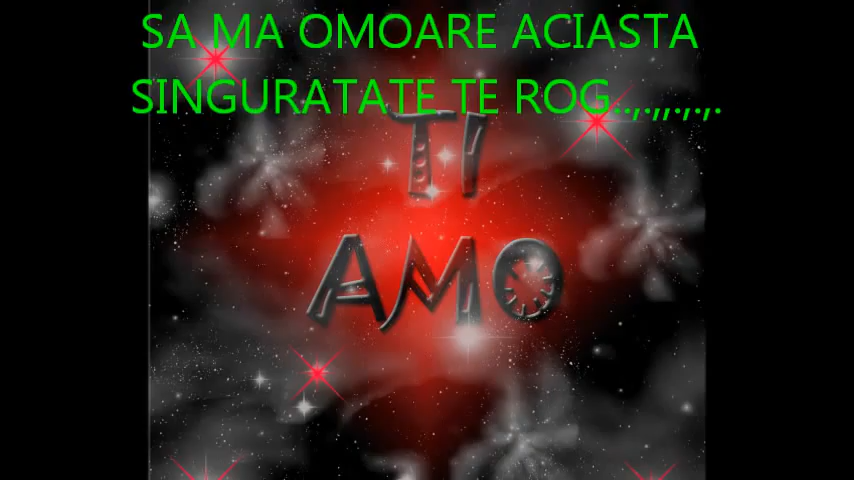 SA MA OMOARE ACIASTA
SINGURATATE TE ROG..,.,,.,.,.
TI
AMO